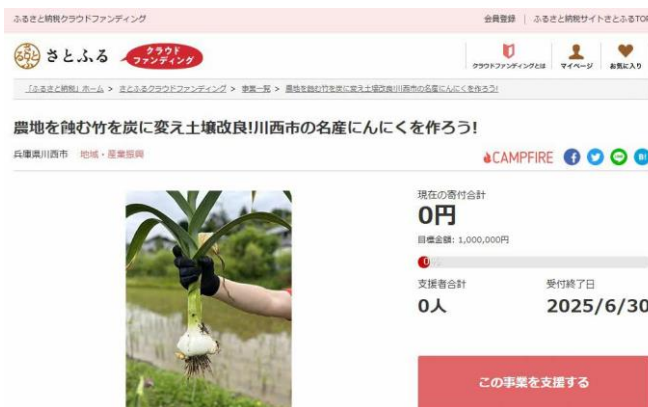 ふるさと納税クラウドファンディング
会員登録 | ふるさと納税サイトさとふるTOP
さとふる クラウドファンディング
クラウドファンディングとは マイページ お気に入り
「ふるさと納税」ホーム > さとふるクラウドファンディング > 事業一覧 > 農地を蝕む竹を炭に変え土壌改良!川西市の名産にんにくを作ろう!
農地を蝕む竹を炭に変え土壌改良!川西市の名産にんにくを作ろう!
兵庫県川西市 地域・産業振興
CAMPFIRE
現在の寄付合計
0円
目標金額: 1,000,000円
0%
支援者合計 受付終了日
0人 2025/6/30
この事業を支援する